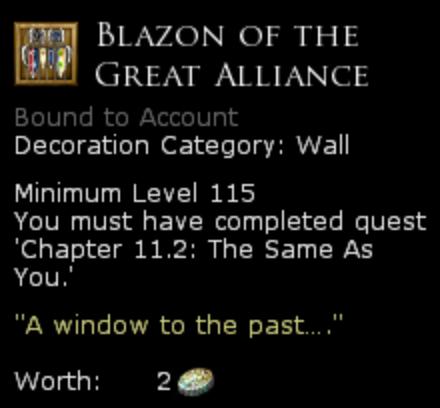 Blazon of the
Great Alliance
Bound to Account
Decoration Category: Wall
Minimum Level 115
You must have completed quest
'Chapter 11.2: The Same As
You.'
"A window to the past...."
Worth: 2